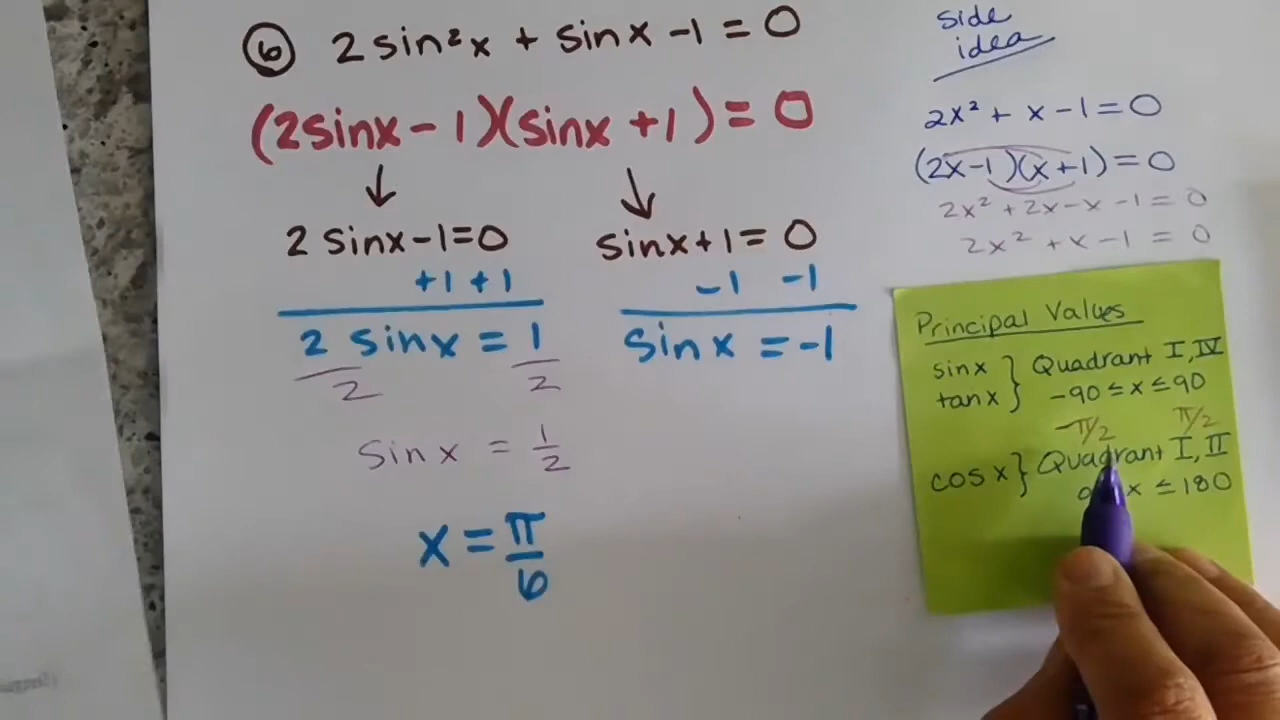 ⑥ 2sin²x + sinx - 1 = 0
(2sinx - 1)(sinx + 1) = 0
2 sinx - 1 = 0
+1 +1
2 sinx = 1
2 2
sinx = 1/2
x = π/6
sinx + 1 = 0
-1 -1
sinx = -1
side
idea
2x² + x - 1 = 0
(2x - 1)(x + 1) = 0
2x² + 2x - x - 1 = 0
2x² + x - 1 = 0
Principal Values
sinx } Quadrant I, IV
tanx } -90 ≤ x ≤ 90
-π/2 π/2
cosx } Quadrant I, II
x ≤ 180